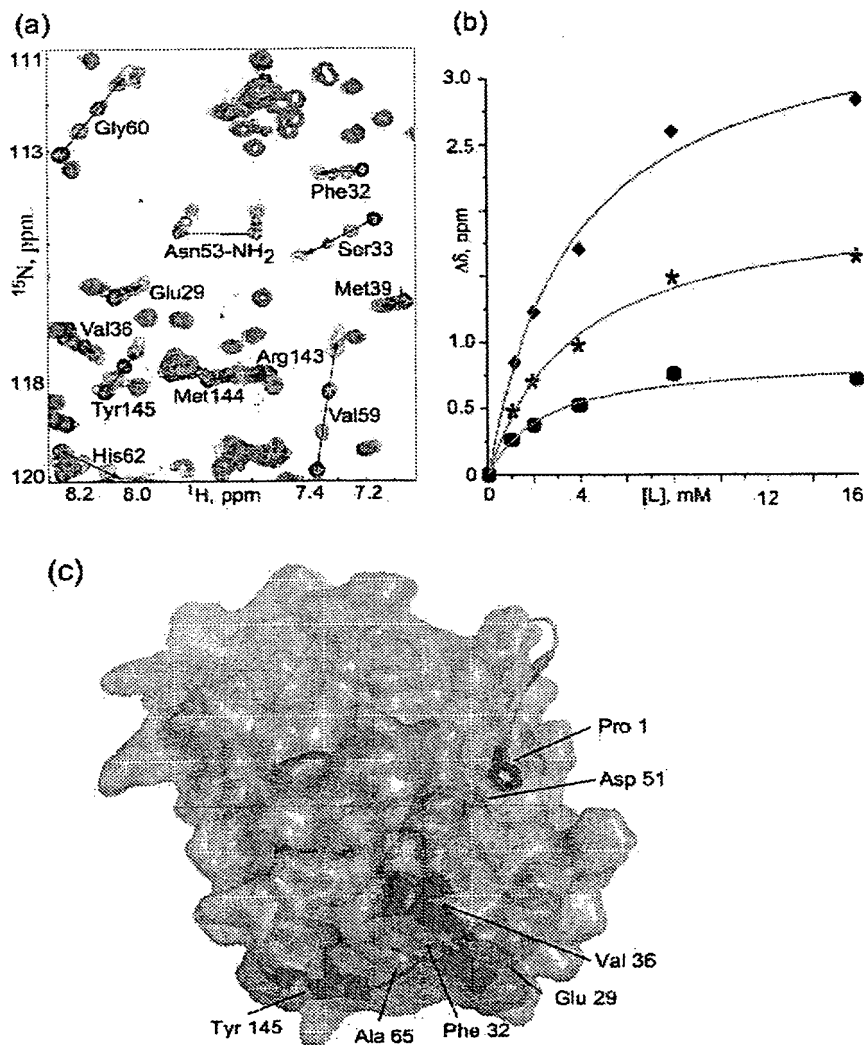 (a)
111
113
118
120
¹⁵N, ppm
Gly60
Phe32
Asn53-NH₂
Ser33
Glu29
Met39
Val36
Arg143
Met144
Tyr145
Val59
His62
8.2 8.0 ¹H, ppm 7.4 7.2
(b)
3.0
2.5
1.0
0.5
0
Δδ, ppm
0 4 [L], mM 12 16
(c)
Pro 1
Asp 51
Val 36
Glu 29
Tyr 145 Ala 65 Phe 32